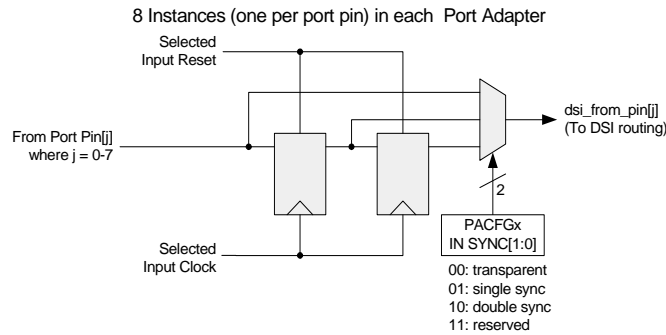 8 Instances (one per port pin) in each Port Adapter
Selected
Input Reset
From Port Pin[j]
where j = 0-7
dsi_from_pin[j]
(To DSI routing)
2
PACFGx
IN SYNC[1:0]
Selected
Input Clock
00: transparent
01: single sync
10: double sync
11: reserved